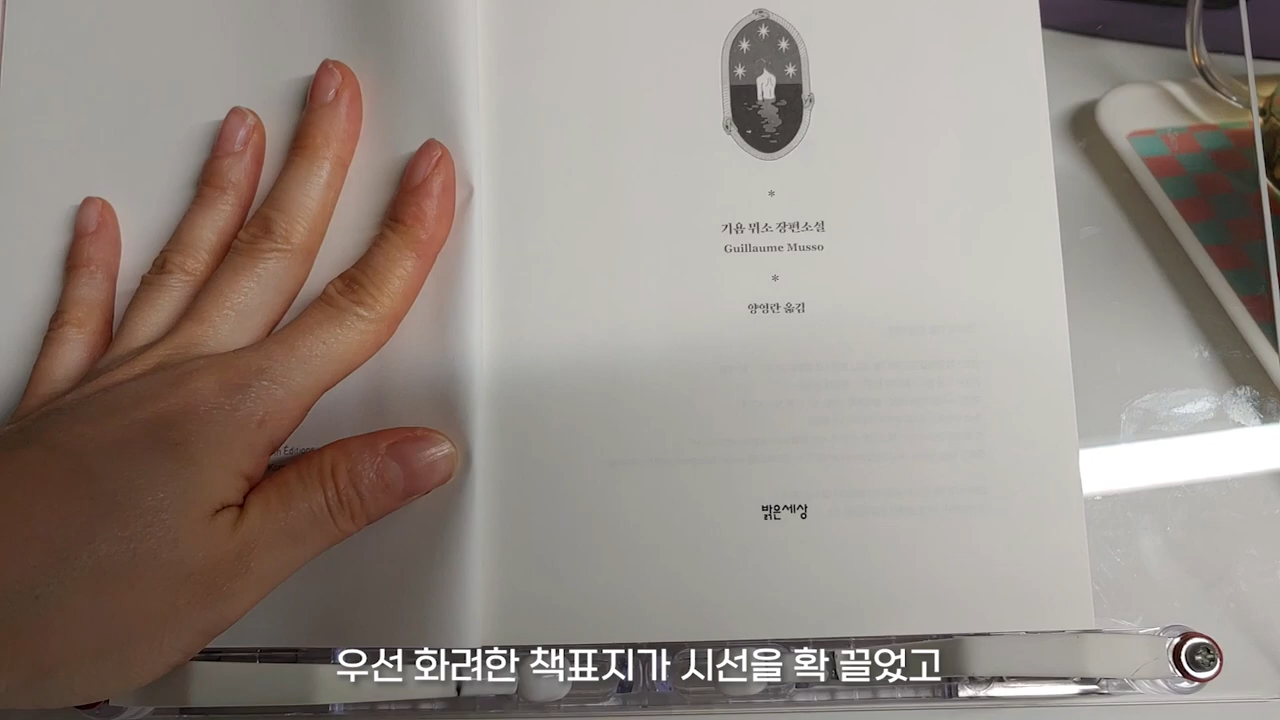 *
기욤 뮈소 장편소설
Guillaume Musso
*
양영란 옮김
Editions
밝은세상
우선 화려한 책표지가 시선을 확 끌었고